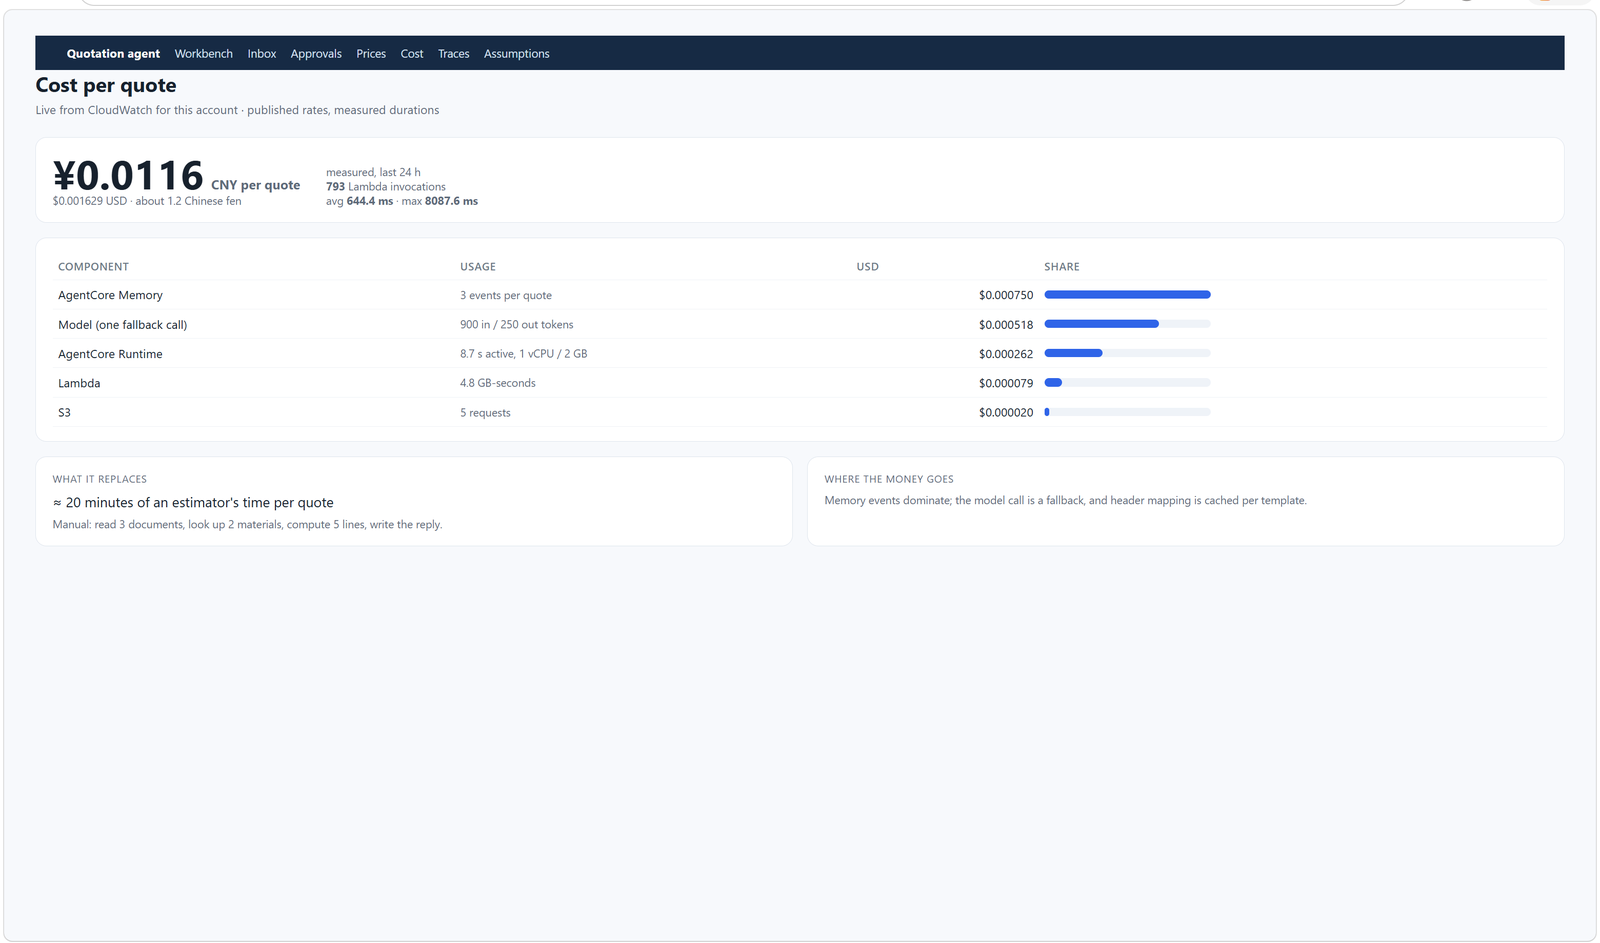 Quotation agent Workbench Inbox Approvals Prices Cost Traces Assumptions
Cost per quote
Live from CloudWatch for this account · published rates, measured durations
¥0.0116 CNY per quote
$0.001629 USD · about 1.2 Chinese fen
measured, last 24 h
793 Lambda invocations
avg 644.4 ms · max 8087.6 ms
COMPONENT USAGE USD SHARE
AgentCore Memory 3 events per quote $0.000750
Model (one fallback call) 900 in / 250 out tokens $0.000518
AgentCore Runtime 8.7 s active, 1 vCPU / 2 GB $0.000262
Lambda 4.8 GB-seconds $0.000079
S3 5 requests $0.000020
WHAT IT REPLACES
≈ 20 minutes of an estimator's time per quote
Manual: read 3 documents, look up 2 materials, compute 5 lines, write the reply.
WHERE THE MONEY GOES
Memory events dominate; the model call is a fallback, and header mapping is cached per template.